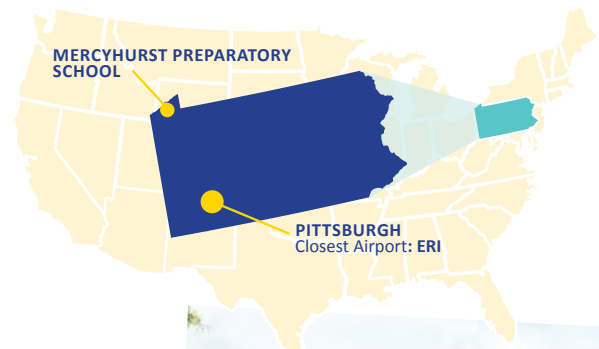 MERCYHURST PREPARATORY
SCHOOL
PITTSBURGH
Closest Airport: ERI